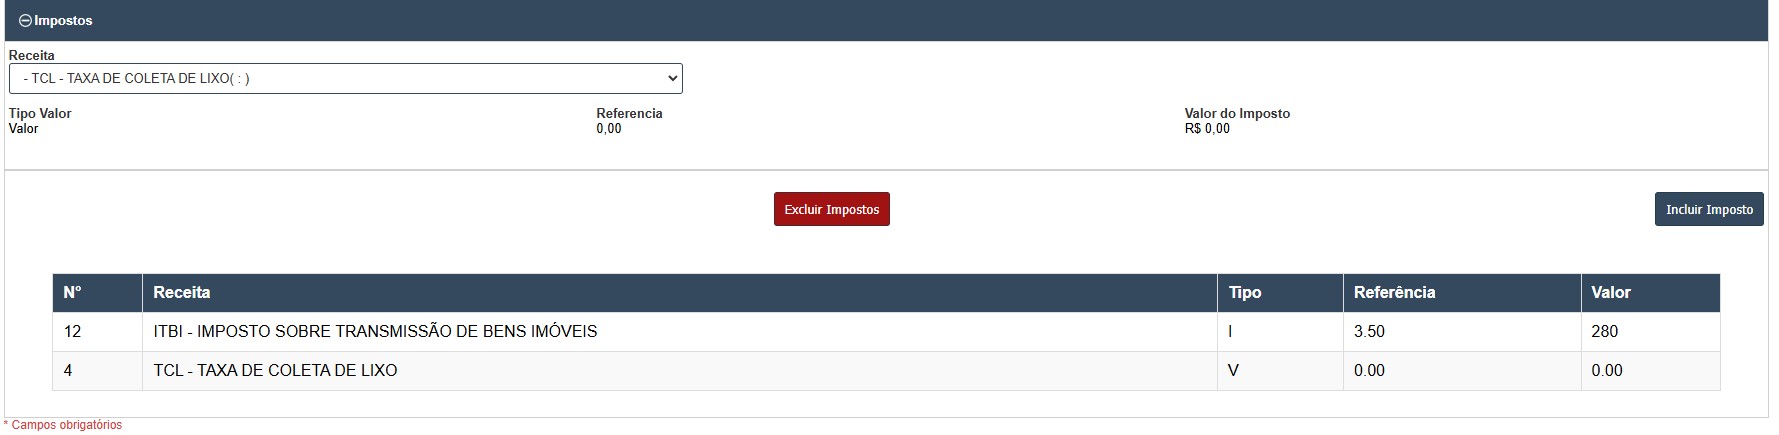 Impostos
Receita
- TCL - TAXA DE COLETA DE LIXO( : )
Tipo Valor Referencia Valor do Imposto
Valor 0,00 R$ 0,00
Excluir Impostos Incluir Imposto
N° Receita Tipo Referência Valor
12 ITBI - IMPOSTO SOBRE TRANSMISSÃO DE BENS IMÓVEIS I 3.50 280
4 TCL - TAXA DE COLETA DE LIXO V 0.00 0.00
* Campos obrigatórios